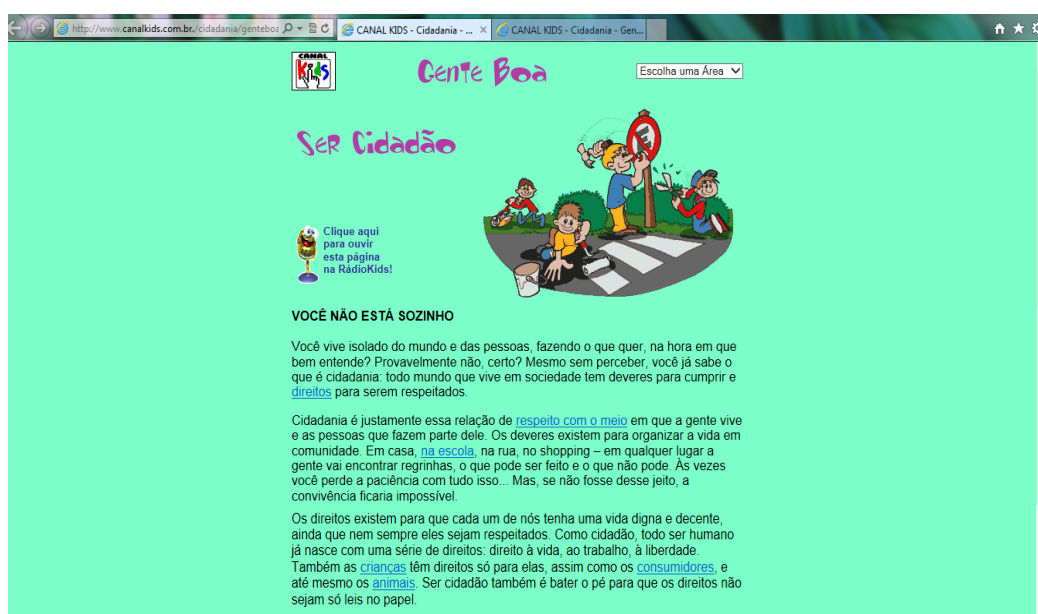 http://www.canalkids.com.br./cidadania/genteboa
CANAL KIDS - Cidadania - ...
CANAL KIDS - Cidadania - Gen...
CANAL
KidS
Gente Boa
Escolha uma Área
Ser Cidadão
E
Clique aqui
para ouvir
esta página
na RádioKids!
VOCÊ NÃO ESTÁ SOZINHO
Você vive isolado do mundo e das pessoas, fazendo o que quer, na hora em que
bem entende? Provavelmente não, certo? Mesmo sem perceber, você já sabe o
que é cidadania: todo mundo que vive em sociedade tem deveres para cumprir e
direitos para serem respeitados.
Cidadania é justamente essa relação de respeito com o meio em que a gente vive
e as pessoas que fazem parte dele. Os deveres existem para organizar a vida em
comunidade. Em casa, na escola, na rua, no shopping – em qualquer lugar a
gente vai encontrar regrinhas, o que pode ser feito e o que não pode. Às vezes
você perde a paciência com tudo isso... Mas, se não fosse desse jeito, a
convivência ficaria impossível.
Os direitos existem para que cada um de nós tenha uma vida digna e decente,
ainda que nem sempre eles sejam respeitados. Como cidadão, todo ser humano
já nasce com uma série de direitos: direito à vida, ao trabalho, à liberdade.
Também as crianças têm direitos só para elas, assim como os consumidores, e
até mesmo os animais. Ser cidadão também é bater o pé para que os direitos não
sejam só leis no papel.